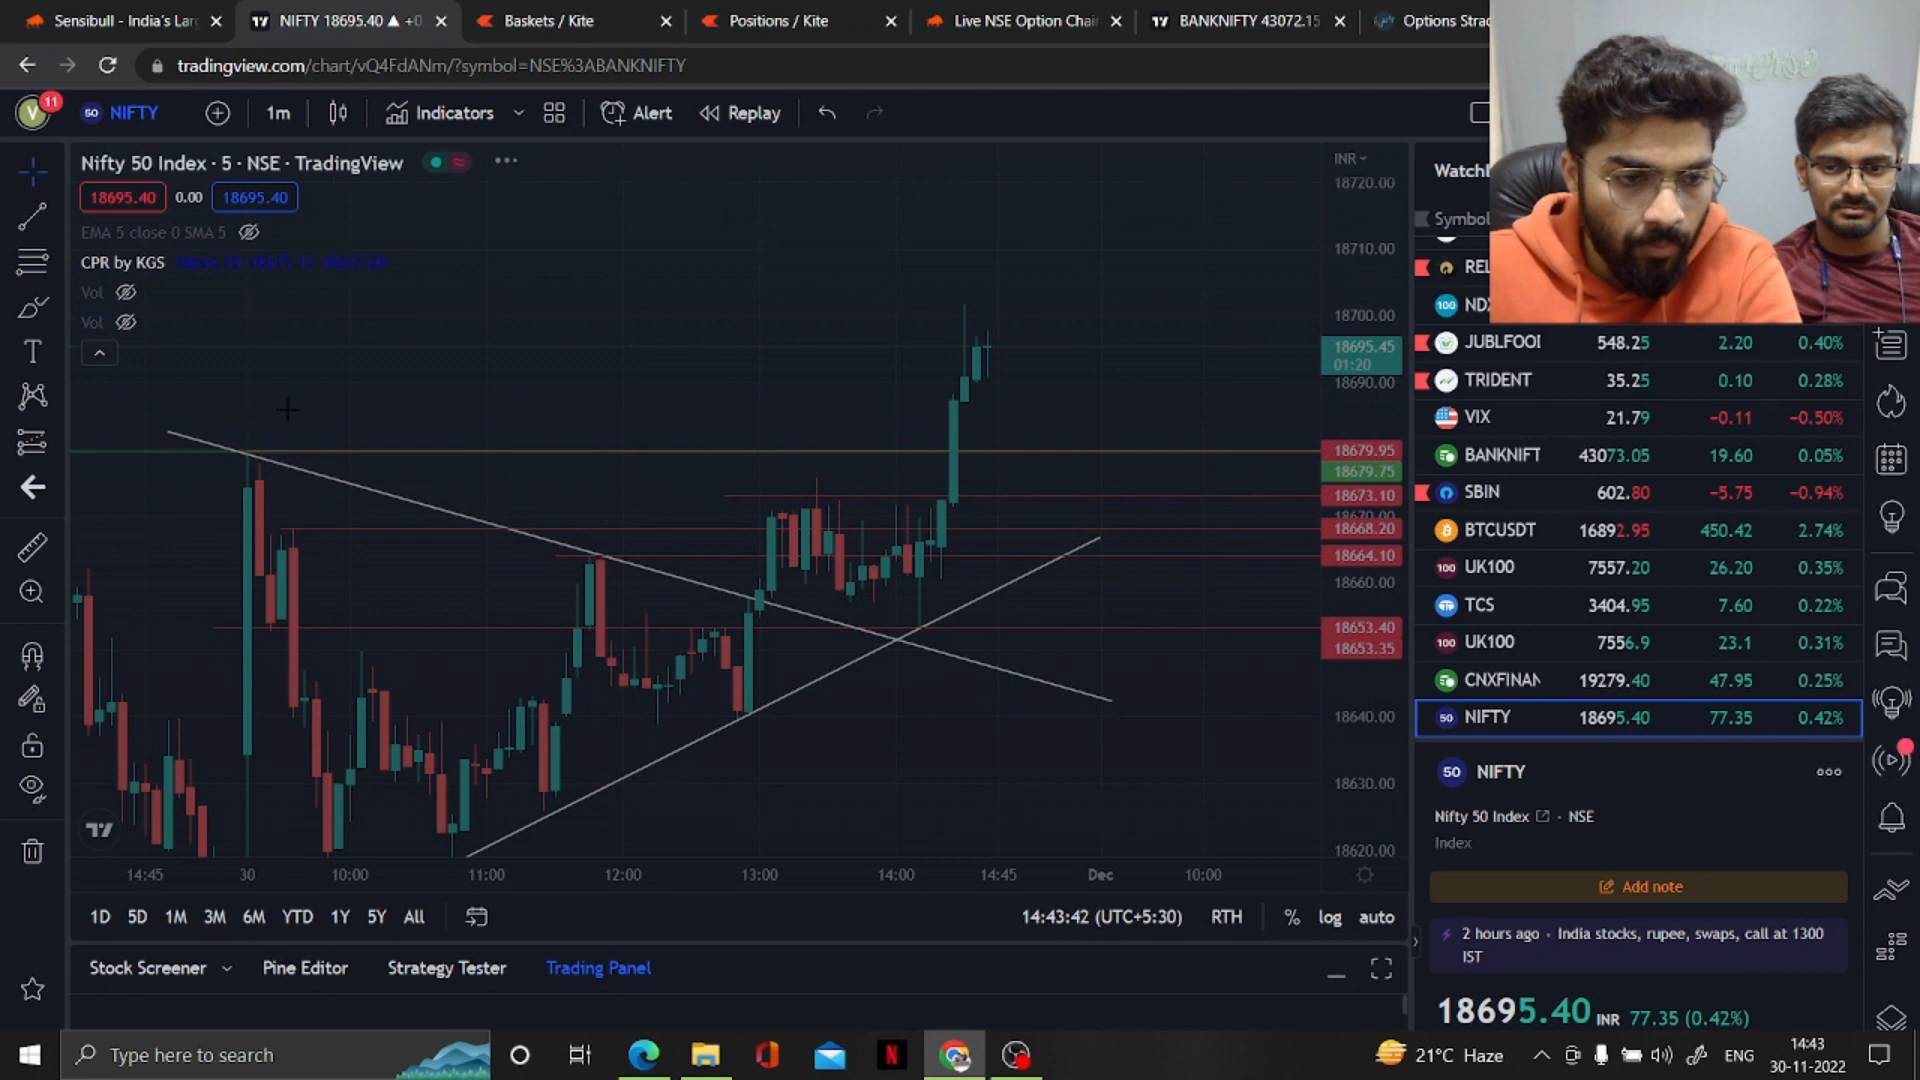 Sensibull - India's Lar
NIFTY 18695.40 ▲ +0
Baskets / Kite
Positions / Kite
Live NSE Option Chai
BANKNIFTY 43072.15
Options Strad
tradingview.com/chart/vQ4FdANm/?symbol=NSE%3ABANKNIFTY
V
11
50 NIFTY
1m
Indicators
Alert
Replay
Nifty 50 Index · 5 · NSE · TradingView
18695.40
0.00
18695.40
EMA 5 close 0 SMA 5
CPR by KGS
Vol
Vol
INR
18720.00
18710.00
18700.00
18695.45
01:20
18690.00
18679.95
18679.75
18673.10
18670.00
18668.20
18664.10
18660.00
18653.40
18653.35
18640.00
18630.00
18620.00
14:45
30
10:00
11:00
12:00
13:00
14:00
14:45
Dec
10:00
1D 5D 1M 3M 6M YTD 1Y 5Y All
14:43:42 (UTC+5:30)
RTH
% log auto
Stock Screener
Pine Editor
Strategy Tester
Trading Panel
Watchl
Symbol
REL
100 NDX
JUBLFOOD 548.25 2.20 0.40%
TRIDENT 35.25 0.10 0.28%
VIX 21.79 −0.11 −0.50%
BANKNIFT 43073.05 19.60 0.05%
SBIN 602.80 −5.75 −0.94%
BTCUSDT 16892.95 450.42 2.74%
100 UK100 7557.20 26.20 0.35%
TCS 3404.95 7.60 0.22%
100 UK100 7556.9 23.1 0.31%
CNXFINAN 19279.40 47.95 0.25%
50 NIFTY 18695.40 77.35 0.42%
50 NIFTY
Nifty 50 Index · NSE
Index
Add note
2 hours ago · India stocks, rupee, swaps, call at 1300
IST
18695.40 INR 77.35 (0.42%)
Type here to search
21°C Haze
ENG
14:43
30-11-2022